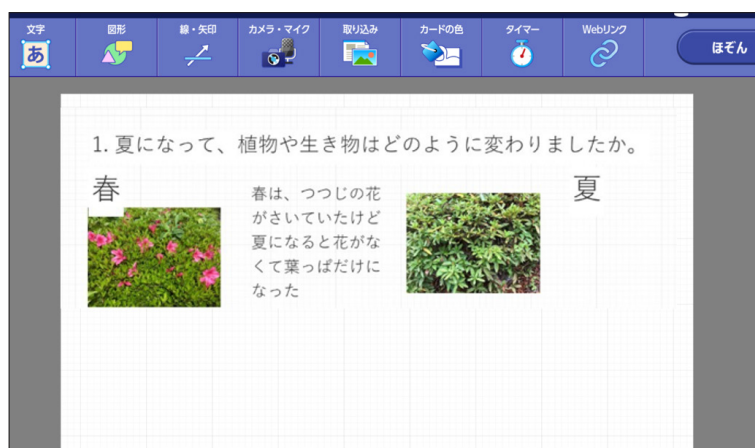 文字 図形 線・矢印 カメラ・マイク 取り込み カードの色 タイマー Webリンク
あ
ほぞん
1. 夏になって、植物や生き物はどのように変わりましたか。
春
春は、つつじの花
がさいていたけど
夏になると花がな
くて葉っぱだけに
なった
夏